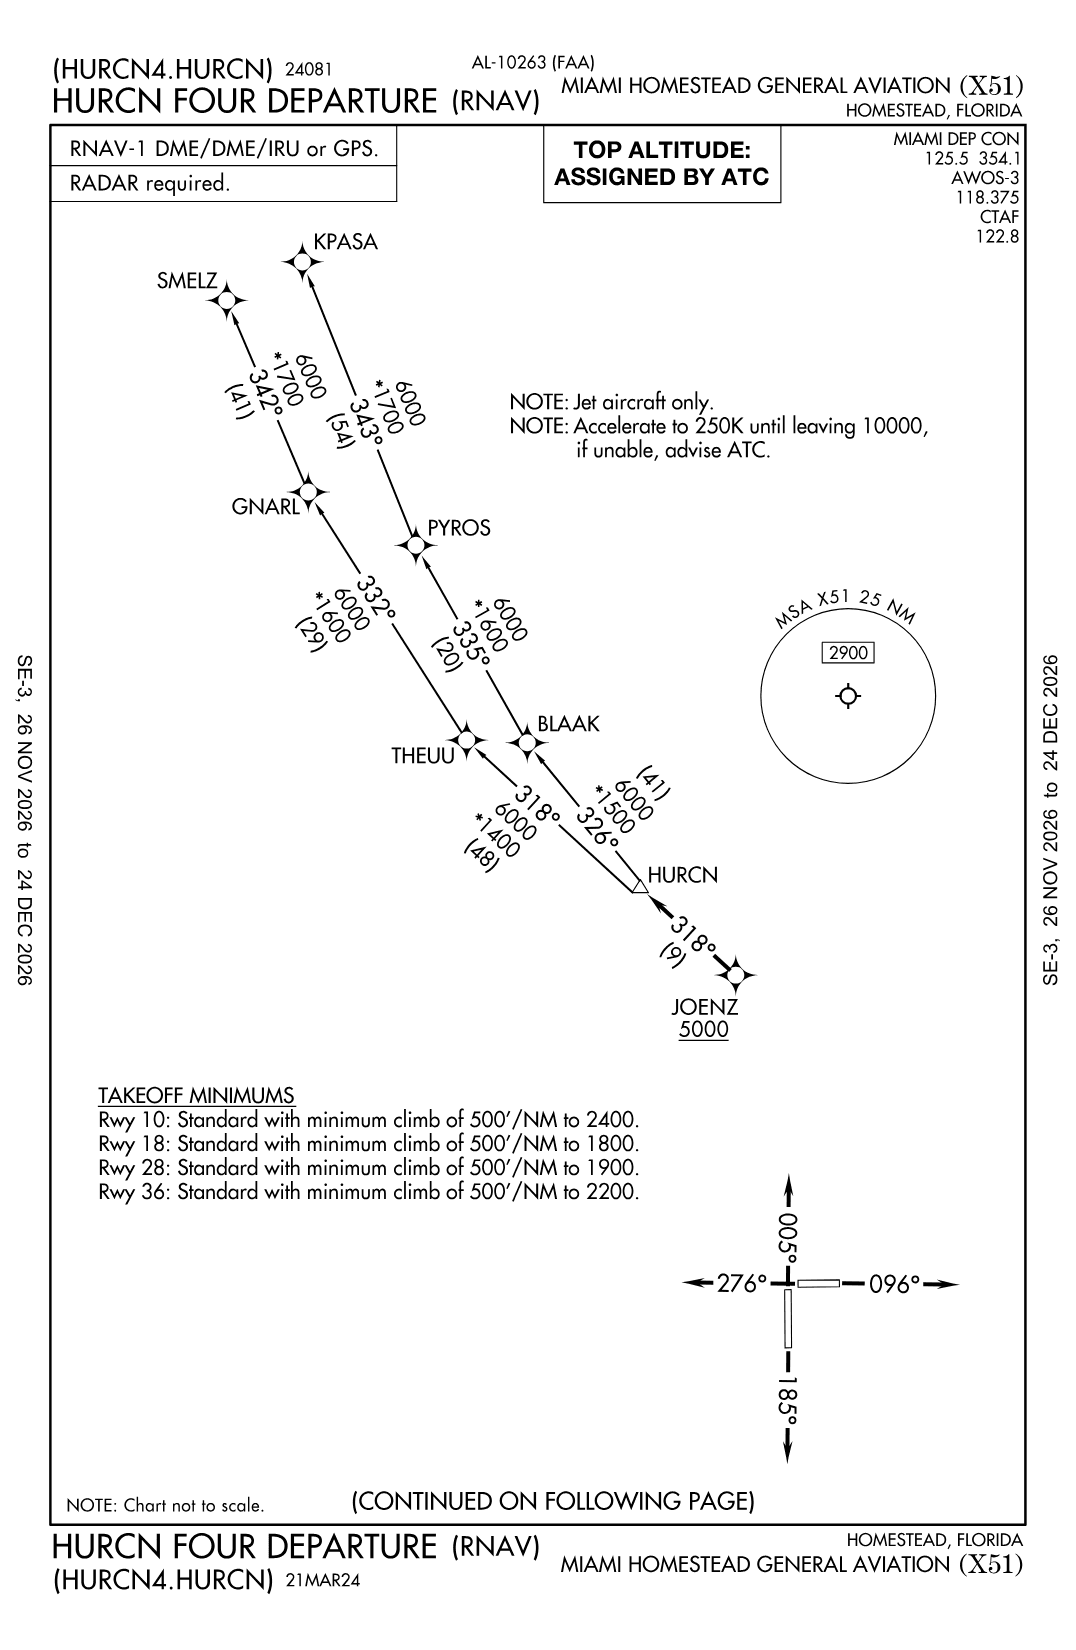 (HURCN4.HURCN) 24081
AL-10263 (FAA)
HURCN FOUR DEPARTURE (RNAV)
MIAMI HOMESTEAD GENERAL AVIATION (X51)
HOMESTEAD, FLORIDA
RNAV-1 DME/DME/IRU or GPS.
RADAR required.
TOP ALTITUDE:
ASSIGNED BY ATC
MIAMI DEP CON
125.5 354.1
AWOS-3
118.375
CTAF
122.8
KPASA
SMELZ
6000
*1700
342°
(41)
6000
*1700
343°
(54)
NOTE: Jet aircraft only.
NOTE: Accelerate to 250K until leaving 10000,
if unable, advise ATC.
GNARL
PYROS
332°
6000
*1600
(29)
6000
*1600
335°
(20)
MSA X51 25 NM
2900
THEUU
BLAAK
318°
6000
*1400
(48)
(41)
6000
*1500
326°
HURCN
318°
(9)
JOENZ
5000
TAKEOFF MINIMUMS
Rwy 10: Standard with minimum climb of 500'/NM to 2400.
Rwy 18: Standard with minimum climb of 500'/NM to 1800.
Rwy 28: Standard with minimum climb of 500'/NM to 1900.
Rwy 36: Standard with minimum climb of 500'/NM to 2200.
005°
276°
096°
185°
NOTE: Chart not to scale.
(CONTINUED ON FOLLOWING PAGE)
HURCN FOUR DEPARTURE (RNAV)
(HURCN4.HURCN) 21MAR24
HOMESTEAD, FLORIDA
MIAMI HOMESTEAD GENERAL AVIATION (X51)
SE-3, 26 NOV 2026 to 24 DEC 2026
SE-3, 26 NOV 2026 to 24 DEC 2026